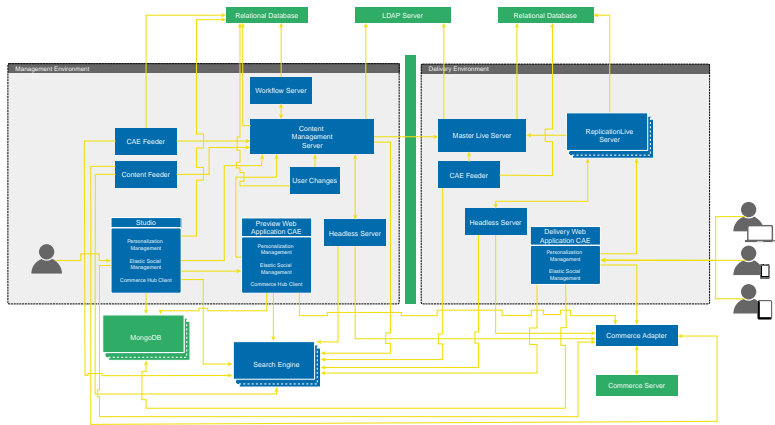 Relational Database
LDAP Server
Relational Database
Management Environment
Delivery Environment
Workflow Server
Content
Management
Server
CAE Feeder
Content Feeder
User Changes
Master Live Server
ReplicationLive
Server
CAE Feeder
Studio
Personalization
Management
Elastic Social
Management
Commerce Hub Client
Preview Web
Application CAE
Personalization
Management
Elastic Social
Management
Commerce Hub Client
Headless Server
Headless Server
Delivery Web
Application CAE
Personalization
Management
Elastic Social
Management
MongoDB
Search Engine
Commerce Adapter
Commerce Server